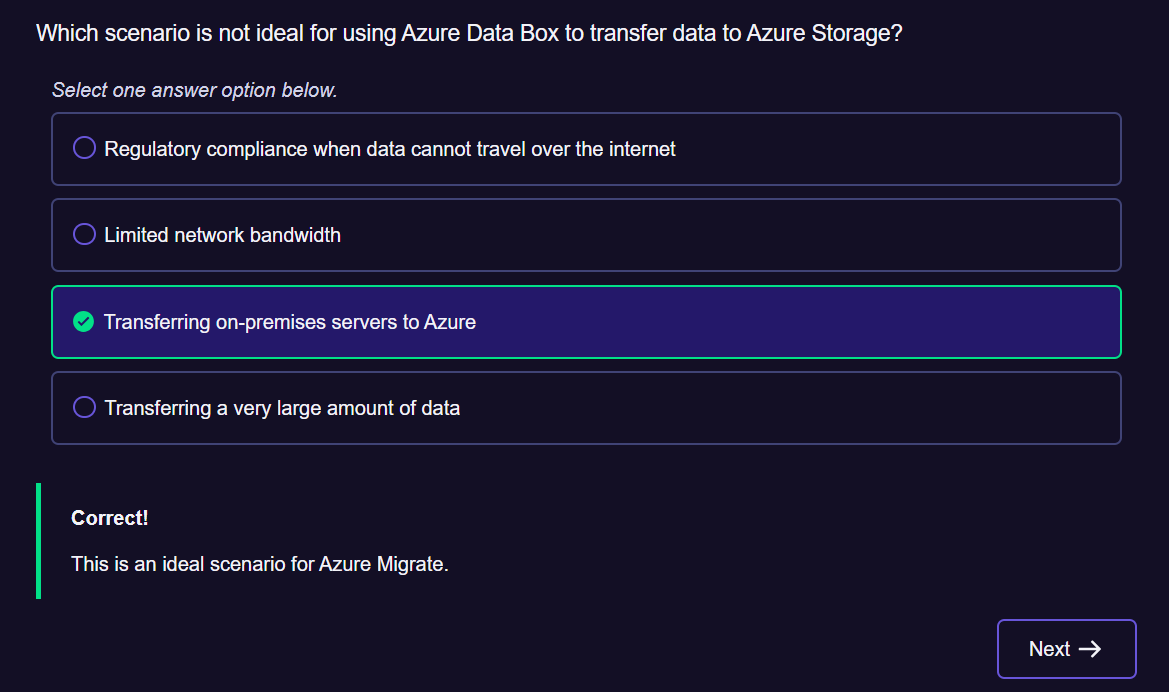 Which scenario is not ideal for using Azure Data Box to transfer data to Azure Storage?
Select one answer option below.
Regulatory compliance when data cannot travel over the internet
Limited network bandwidth
Transferring on-premises servers to Azure
Transferring a very large amount of data
Correct!
This is an ideal scenario for Azure Migrate.
Next →